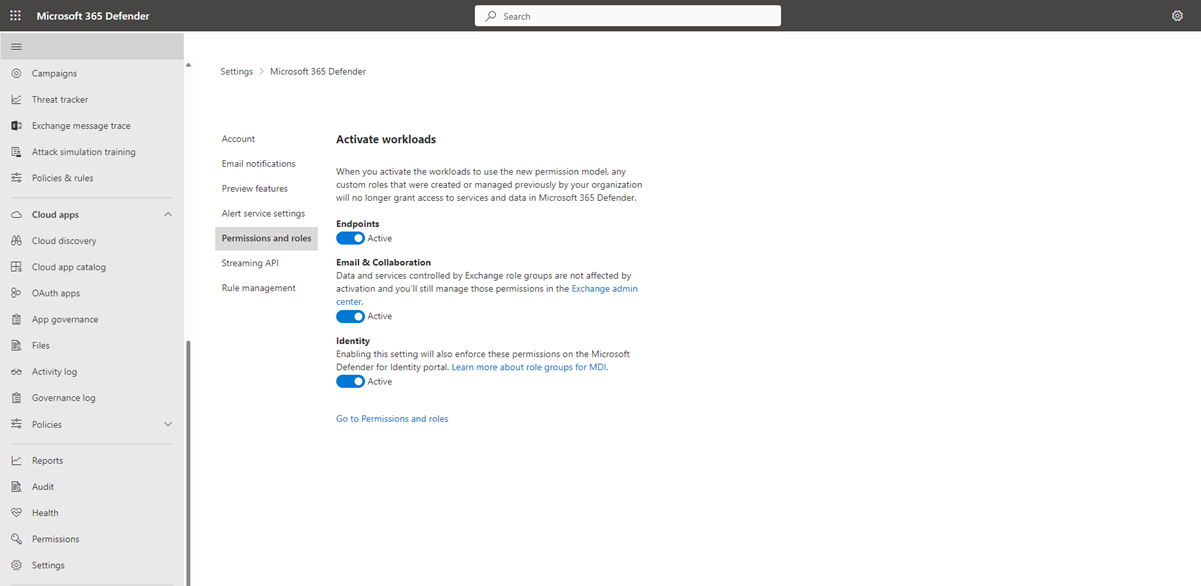 Microsoft 365 Defender
Search
Campaigns
Threat tracker
Exchange message trace
Attack simulation training
Policies & rules
Cloud apps
Cloud discovery
Cloud app catalog
OAuth apps
App governance
Files
Activity log
Governance log
Policies
Reports
Audit
Health
Permissions
Settings
Settings > Microsoft 365 Defender
Account
Email notifications
Preview features
Alert service settings
Permissions and roles
Streaming API
Rule management
Activate workloads
When you activate the workloads to use the new permission model, any
custom roles that were created or managed previously by your organization
will no longer grant access to services and data in Microsoft 365 Defender.
Endpoints
Active
Email & Collaboration
Data and services controlled by Exchange role groups are not affected by
activation and you'll still manage those permissions in the Exchange admin
center.
Active
Identity
Enabling this setting will also enforce these permissions on the Microsoft
Defender for Identity portal. Learn more about role groups for MDI.
Active
Go to Permissions and roles